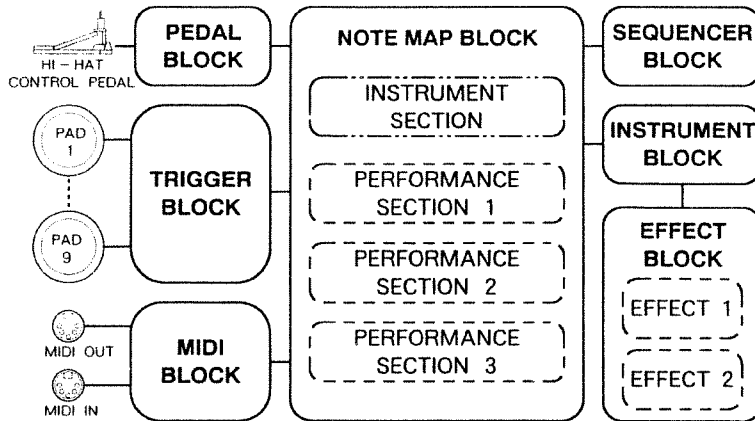 HI – HAT
CONTROL PEDAL
PEDAL
BLOCK
PAD
1
PAD
9
TRIGGER
BLOCK
MIDI OUT
MIDI IN
MIDI
BLOCK
NOTE MAP BLOCK
INSTRUMENT
SECTION
PERFORMANCE
SECTION 1
PERFORMANCE
SECTION 2
PERFORMANCE
SECTION 3
SEQUENCER
BLOCK
INSTRUMENT
BLOCK
EFFECT
BLOCK
EFFECT 1
EFFECT 2